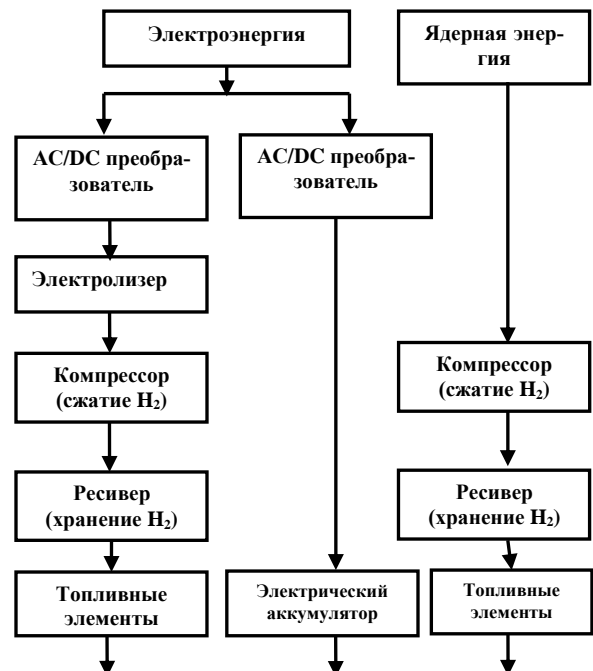 Электроэнергия
Ядерная энер-
гия
AC/DC преобра-
зователь
AC/DC преобра-
зователь
Электролизер
Компрессор
(сжатие H₂)
Компрессор
(сжатие H₂)
Ресивер
(хранение H₂)
Ресивер
(хранение H₂)
Топливные
элементы
Электрический
аккумулятор
Топливные
элементы